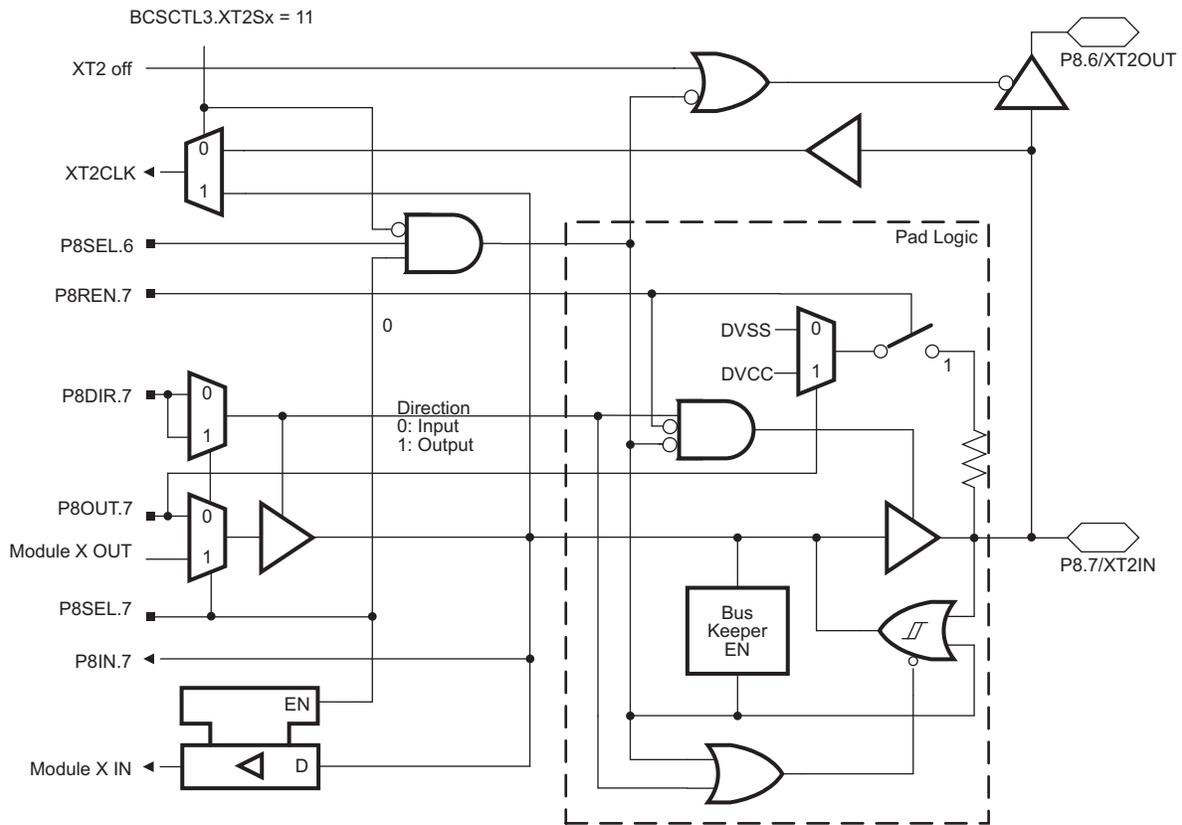 BCSCTL3.XT2Sx = 11
XT2 off
P8.6/XT2OUT
0
XT2CLK
1
P8SEL.6
Pad Logic
P8REN.7
0
DVSS
0
DVCC
1
1
P8DIR.7
0
1
Direction
0: Input
1: Output
P8OUT.7
0
Module X OUT
1
P8.7/XT2IN
P8SEL.7
Bus
Keeper
EN
P8IN.7
EN
Module X IN
D